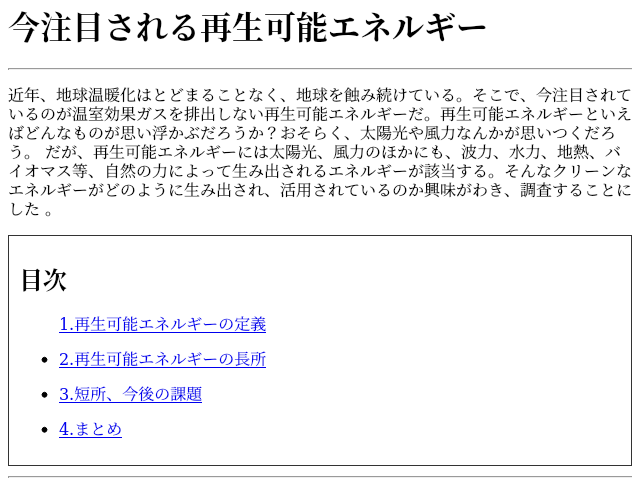 今注目される再生可能エネルギー
近年、地球温暖化はとどまることなく、地球を蝕み続けている。そこで、今注目されて
いるのが温室効果ガスを排出しない再生可能エネルギーだ。再生可能エネルギーといえ
ばどんなものが思い浮かぶだろうか？おそらく、太陽光や風力なんかが思いつくだろ
う。 だが、再生可能エネルギーには太陽光、風力のほかにも、波力、水力、地熱、バ
イオマス等、自然の力によって生み出されるエネルギーが該当する。そんなクリーンな
エネルギーがどのように生み出され、活用されているのか興味がわき、調査することに
した 。
目次
1.再生可能エネルギーの定義
2.再生可能エネルギーの長所
3.短所、今後の課題
4.まとめ